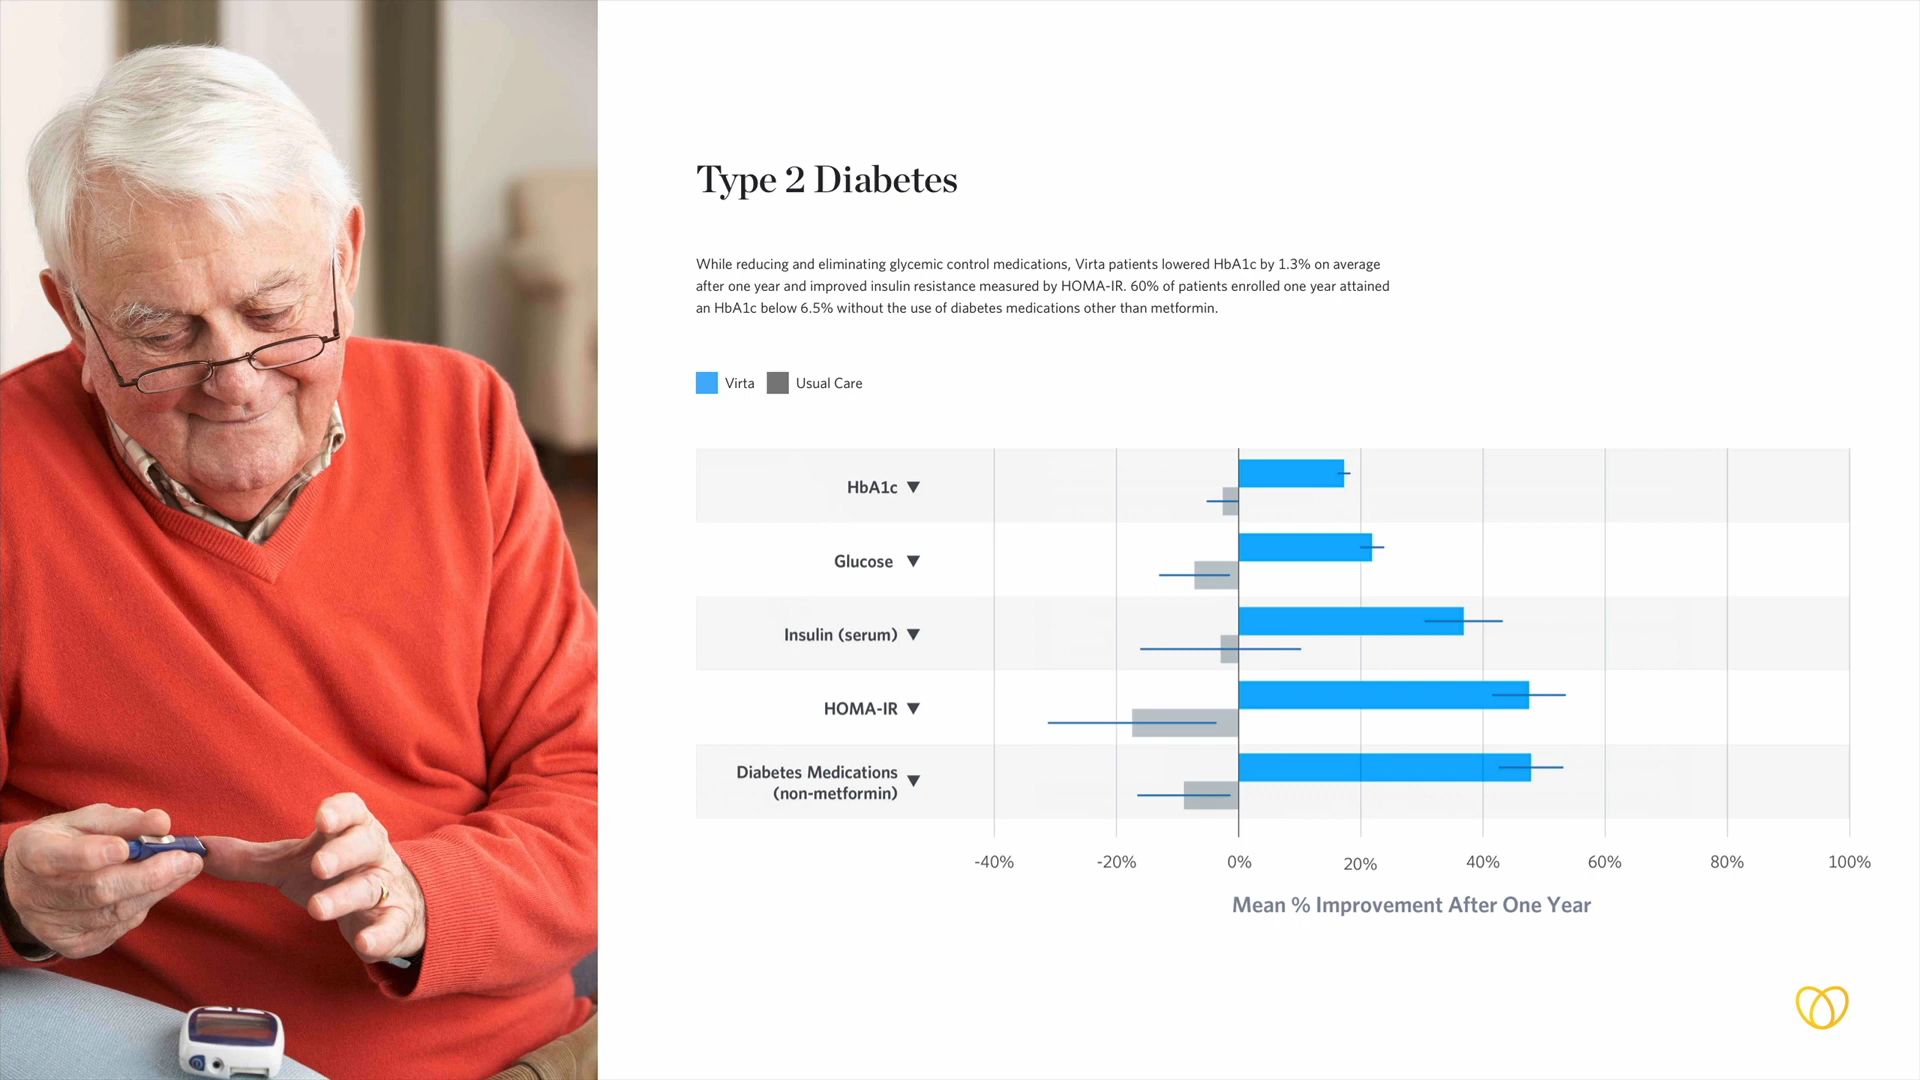 Type 2 Diabetes
While reducing and eliminating glycemic control medications, Virta patients lowered HbA1c by 1.3% on average
after one year and improved insulin resistance measured by HOMA-IR. 60% of patients enrolled one year attained
an HbA1c below 6.5% without the use of diabetes medications other than metformin.
Virta Usual Care
HbA1c ▼
Glucose ▼
Insulin (serum) ▼
HOMA-IR ▼
Diabetes Medications ▼
(non-metformin)
-40% -20% 0% 20% 40% 60% 80% 100%
Mean % Improvement After One Year